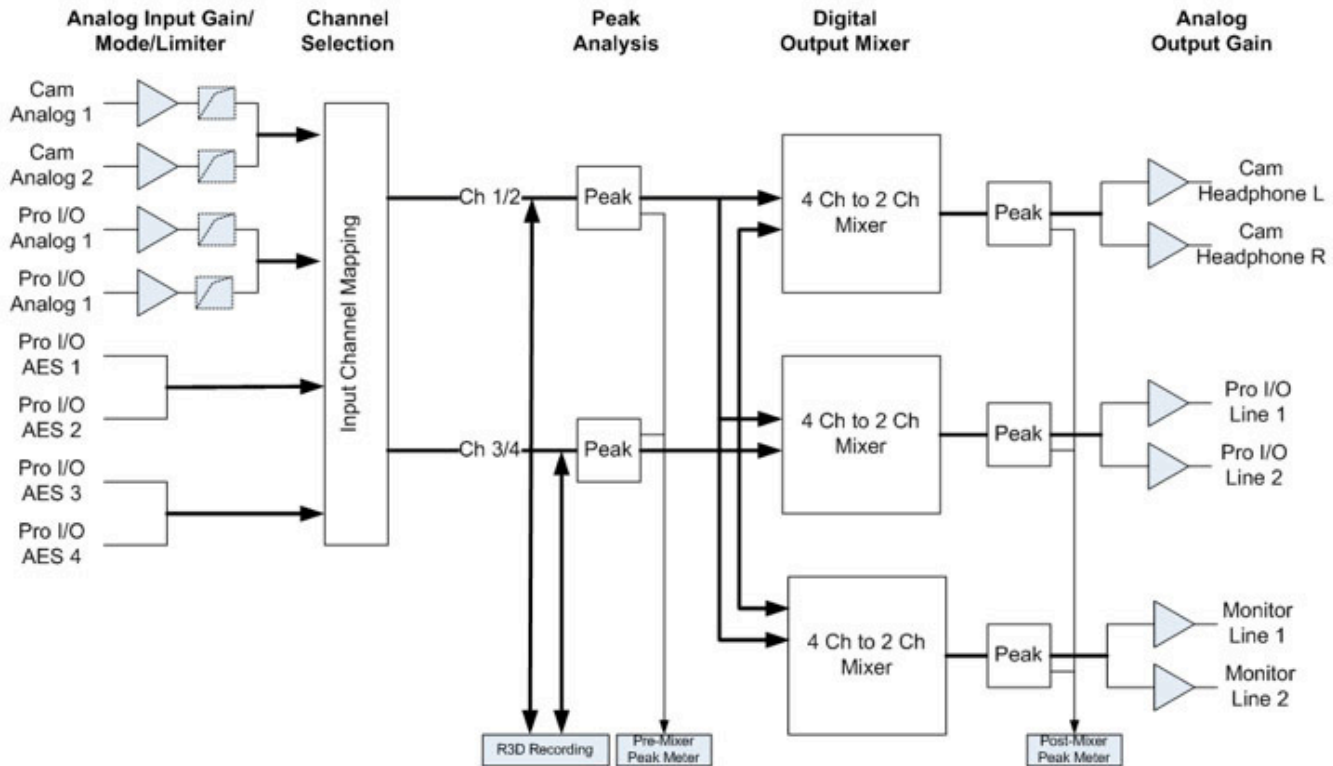 Analog Input Gain/
Mode/Limiter
Channel
Selection
Peak
Analysis
Digital
Output Mixer
Analog
Output Gain
Cam
Analog 1
Cam
Analog 2
Pro I/O
Analog 1
Pro I/O
Analog 1
Pro I/O
AES 1
Pro I/O
AES 2
Pro I/O
AES 3
Pro I/O
AES 4
Input Channel Mapping
Ch 1/2
Ch 3/4
Peak
Peak
4 Ch to 2 Ch
Mixer
4 Ch to 2 Ch
Mixer
4 Ch to 2 Ch
Mixer
Peak
Peak
Peak
Cam
Headphone L
Cam
Headphone R
Pro I/O
Line 1
Pro I/O
Line 2
Monitor
Line 1
Monitor
Line 2
R3D Recording
Pre-Mixer
Peak Meter
Post-Mixer
Peak Meter